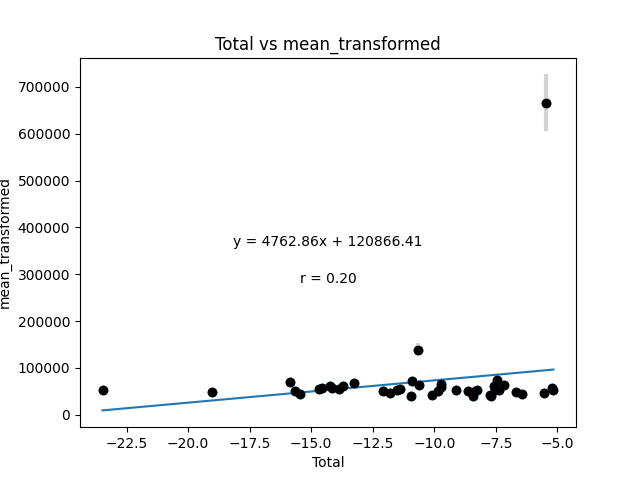 Total vs mean_transformed
700000
600000
500000
400000
300000
200000
100000
0
mean_transformed
y = 4762.86x + 120866.41
r = 0.20
−22.5 −20.0 −17.5 −15.0 −12.5 −10.0 −7.5 −5.0
Total